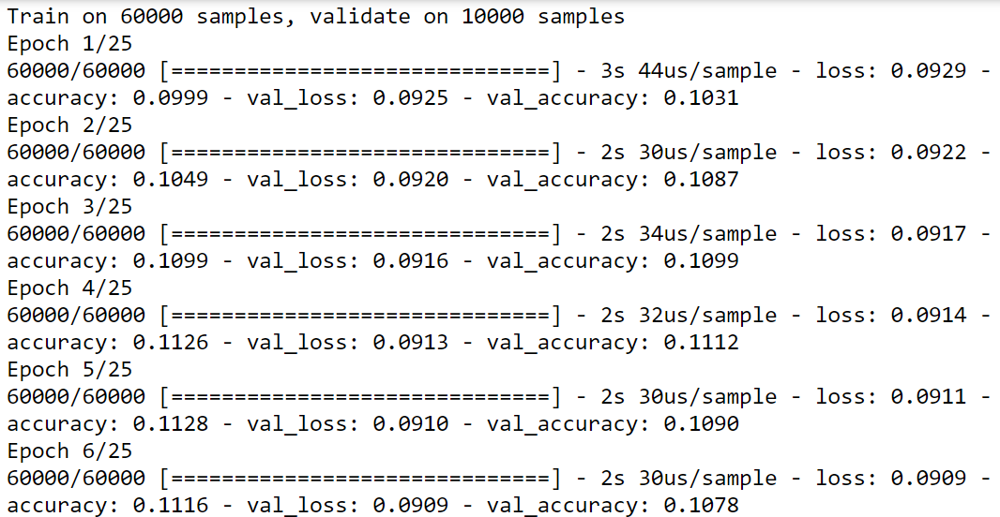 Train on 60000 samples, validate on 10000 samples
Epoch 1/25
60000/60000 [==============================] - 3s 44us/sample - loss: 0.0929 -
accuracy: 0.0999 - val_loss: 0.0925 - val_accuracy: 0.1031
Epoch 2/25
60000/60000 [==============================] - 2s 30us/sample - loss: 0.0922 -
accuracy: 0.1049 - val_loss: 0.0920 - val_accuracy: 0.1087
Epoch 3/25
60000/60000 [==============================] - 2s 34us/sample - loss: 0.0917 -
accuracy: 0.1099 - val_loss: 0.0916 - val_accuracy: 0.1099
Epoch 4/25
60000/60000 [==============================] - 2s 32us/sample - loss: 0.0914 -
accuracy: 0.1126 - val_loss: 0.0913 - val_accuracy: 0.1112
Epoch 5/25
60000/60000 [==============================] - 2s 30us/sample - loss: 0.0911 -
accuracy: 0.1128 - val_loss: 0.0910 - val_accuracy: 0.1090
Epoch 6/25
60000/60000 [==============================] - 2s 30us/sample - loss: 0.0909 -
accuracy: 0.1116 - val_loss: 0.0909 - val_accuracy: 0.1078